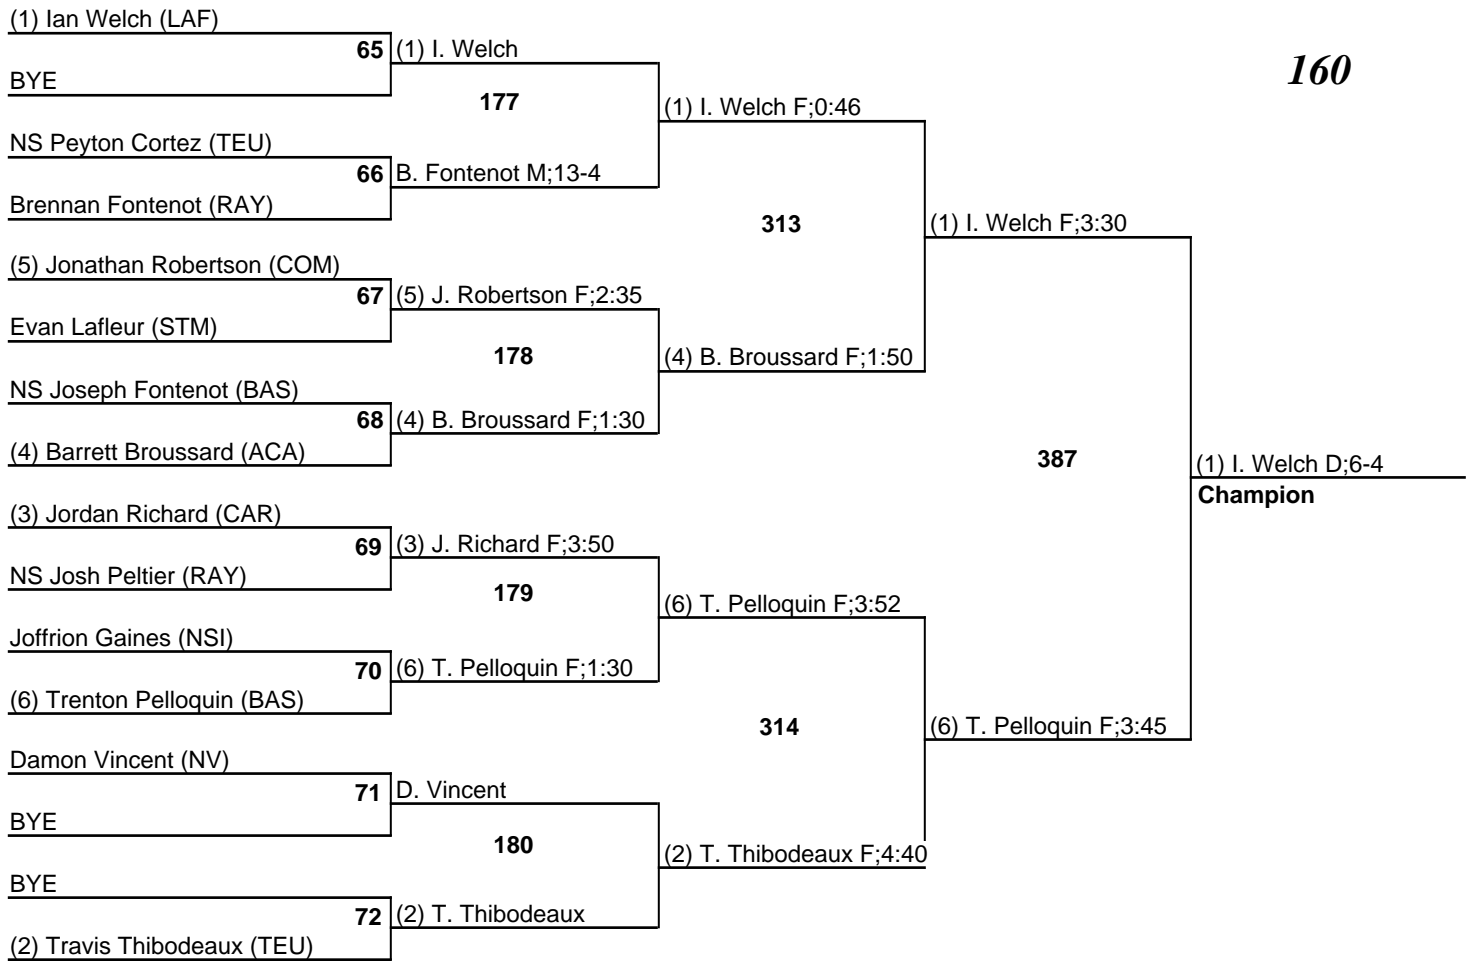 (1) Ian Welch (LAF)
65 (1) I. Welch
BYE
160
177
(1) I. Welch F;0:46
NS Peyton Cortez (TEU)
66 B. Fontenot M;13-4
Brennan Fontenot (RAY)
313
(1) I. Welch F;3:30
(5) Jonathan Robertson (COM)
67 (5) J. Robertson F;2:35
Evan Lafleur (STM)
178
(4) B. Broussard F;1:50
NS Joseph Fontenot (BAS)
68 (4) B. Broussard F;1:30
(4) Barrett Broussard (ACA)
387
(1) I. Welch D;6-4
Champion
(3) Jordan Richard (CAR)
69 (3) J. Richard F;3:50
NS Josh Peltier (RAY)
179
(6) T. Pelloquin F;3:52
Joffrion Gaines (NSI)
70 (6) T. Pelloquin F;1:30
(6) Trenton Pelloquin (BAS)
314
(6) T. Pelloquin F;3:45
Damon Vincent (NV)
71 D. Vincent
BYE
180
(2) T. Thibodeaux F;4:40
BYE
72 (2) T. Thibodeaux
(2) Travis Thibodeaux (TEU)